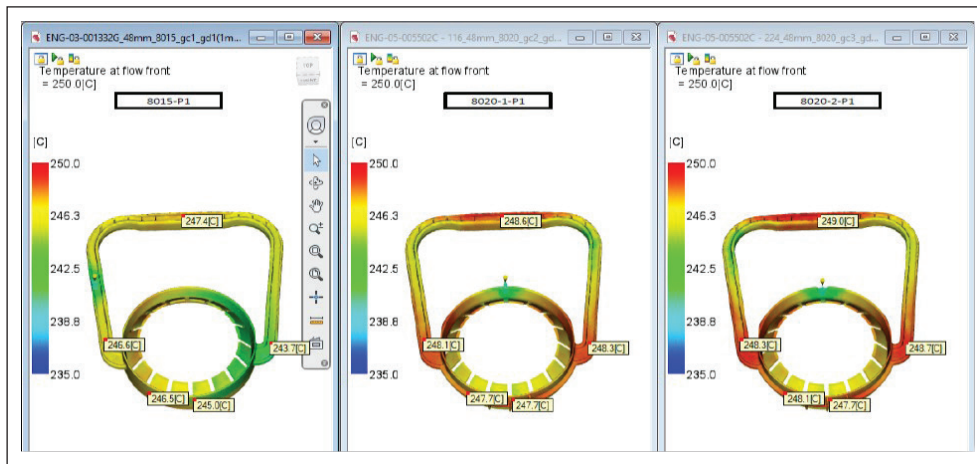 ENG-03-001332G_48mm_8015_gc1_gd1(1m...
Temperature at flow front
= 250.0[C]
8015-P1
[C]
250.0
246.3
242.5
238.8
235.0
247.4[C]
246.6[C]
243.7[C]
246.5[C]
245.0[C]
ENG-05-005502C - 116_48mm_8020_gc2_gd...
Temperature at flow front
= 250.0[C]
8020-1-P1
[C]
250.0
246.3
242.5
238.8
235.0
248.6[C]
248.1[C]
248.3[C]
247.7[C]
247.7[C]
ENG-05-005502C - 224_48mm_8020_gc3_gd...
Temperature at flow front
= 250.0[C]
8020-2-P1
[C]
250.0
246.3
242.5
238.8
235.0
249.0[C]
248.3[C]
248.7[C]
248.1[C]
247.7[C]